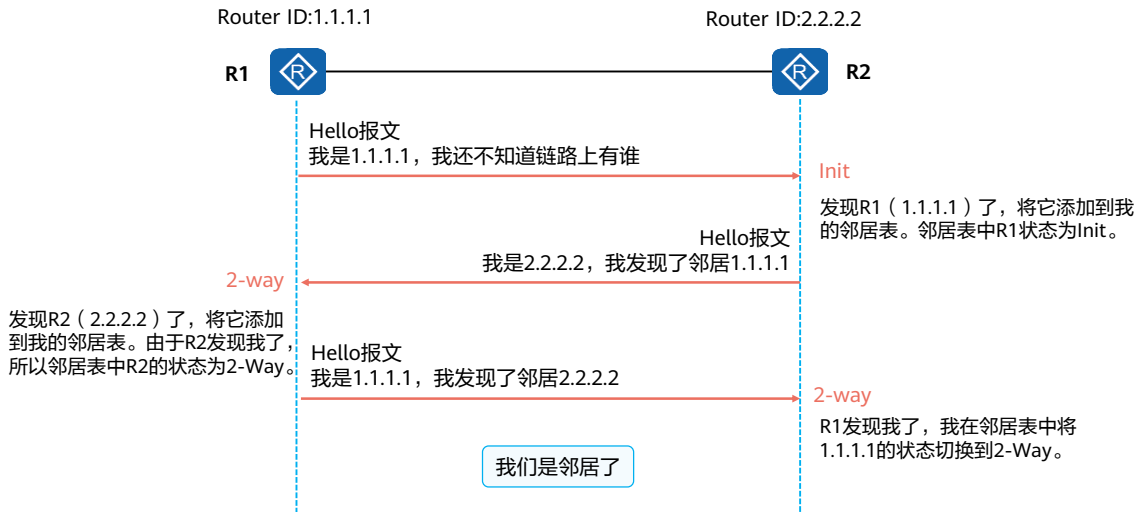 Router ID:1.1.1.1
Router ID:2.2.2.2
R1
R
R
R2
Hello报文
我是1.1.1.1，我还不知道链路上有谁
Init
发现R1（1.1.1.1）了，将它添加到我
的邻居表。邻居表中R1状态为Init。
Hello报文
我是2.2.2.2，我发现了邻居1.1.1.1
2-way
发现R2（2.2.2.2）了，将它添加
到我的邻居表。由于R2发现我了，
所以邻居表中R2的状态为2-Way。
Hello报文
我是1.1.1.1，我发现了邻居2.2.2.2
2-way
R1发现我了，我在邻居表中将
1.1.1.1的状态切换到2-Way。
我们是邻居了